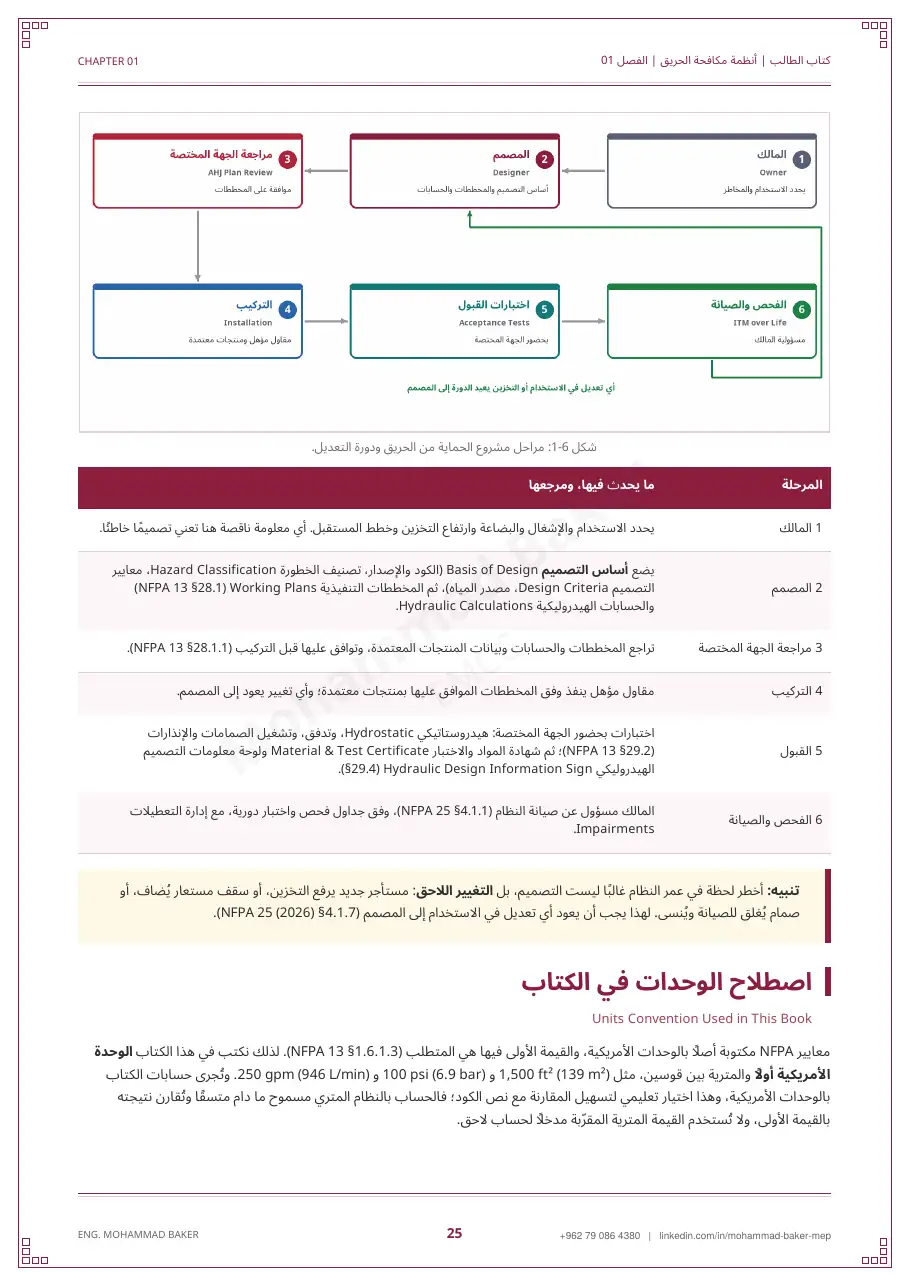 كتاب الطالب | أنظمة مكافحة الحريق | الفصل 01
CHAPTER 01
1
المالك
Owner
يحدد الاستخدام والمخاطر
2
المصمم
Designer
أساس التصميم والمخططات والحسابات
3
مراجعة الجهة المختصة
AHJ Plan Review
موافقة على المخططات
4
التركيب
Installation
مقاول مؤهل ومنتجات معتمدة
5
اختبارات القبول
Acceptance Tests
بحضور الجهة المختصة
6
الفحص والصيانة
ITM over Life
مسؤولية المالك
أي تعديل في الاستخدام أو التخزين يعيد الدورة إلى المصمم
شكل 6-1: مراحل مشروع الحماية من الحريق ودورة التعديل.
المرحلة
ما يحدث فيها، ومرجعها
1 المالك
يحدد الاستخدام والإشغال والبضاعة وارتفاع التخزين وخطط المستقبل. أي معلومة ناقصة هنا تعني تصميمًا خاطئًا.
2 المصمم
يضع أساس التصميم Basis of Design (الكود والإصدار، تصنيف الخطورة Hazard Classification، معايير
التصميم Design Criteria، مصدر المياه)، ثم المخططات التنفيذية Working Plans (NFPA 13 §28.1)
والحسابات الهيدروليكية Hydraulic Calculations.
3 مراجعة الجهة المختصة
تراجع المخططات والحسابات وبيانات المنتجات المعتمدة، وتوافق عليها قبل التركيب (NFPA 13 §28.1.1).
4 التركيب
مقاول مؤهل ينفذ وفق المخططات الموافق عليها بمنتجات معتمدة؛ وأي تغيير يعود إلى المصمم.
5 القبول
اختبارات بحضور الجهة المختصة: هيدروستاتيكي Hydrostatic، وتدفق، وتشغيل الصمامات والإنذارات
(NFPA 13 §29.2)؛ ثم شهادة المواد والاختبار Material & Test Certificate ولوحة معلومات التصميم
الهيدروليكي Hydraulic Design Information Sign (§29.4).
6 الفحص والصيانة
المالك مسؤول عن صيانة النظام (NFPA 25 §4.1.1)، وفق جداول فحص واختبار دورية، مع إدارة التعطيلات
Impairments.
Mohammad Baker
EMCS
تنبيه: أخطر لحظة في عمر النظام غالبًا ليست التصميم، بل التغيير اللاحق: مستأجر جديد يرفع التخزين، أو سقف مستعار يُضاف، أو
صمام يُغلق للصيانة ويُنسى. لهذا يجب أن يعود أي تعديل في الاستخدام إلى المصمم (NFPA 25 (2026) §4.1.7).
اصطلاح الوحدات في الكتاب
Units Convention Used in This Book
معايير NFPA مكتوبة أصلًا بالوحدات الأمريكية، والقيمة الأولى فيها هي المتطلب (NFPA 13 §1.6.1.3). لذلك نكتب في هذا الكتاب الوحدة
الأمريكية أولًا والمترية بين قوسين، مثل 1,500 ft² (139 m²) و 100 psi (6.9 bar) و 250 gpm (946 L/min). وتُجرى حسابات الكتاب
بالوحدات الأمريكية، وهذا اختيار تعليمي لتسهيل المقارنة مع نص الكود؛ فالحساب بالنظام المتري مسموح ما دام متسقًا وتُقارن نتيجته
بالقيمة الأولى، ولا تُستخدم القيمة المترية المقرّبة مدخلًا لحساب لاحق.
ENG. MOHAMMAD BAKER
25
+962 79 086 4380 | linkedin.com/in/mohammad-baker-mep